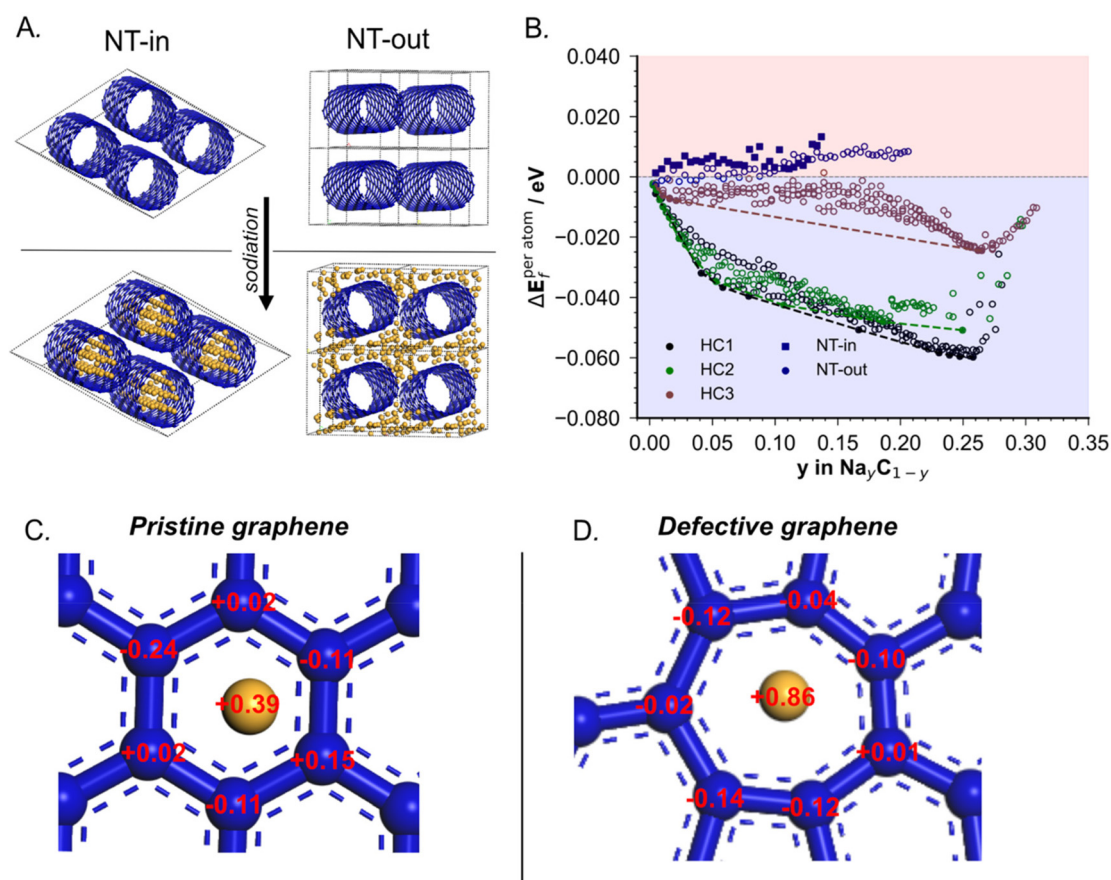 A.
NT-in
NT-out
sodiation
B.
0.040
0.020
0.000
−0.020
−0.040
−0.060
−0.080
ΔE_f^per atom / eV
HC1
HC2
HC3
NT-in
NT-out
0.00 0.05 0.10 0.15 0.20 0.25 0.30 0.35
y in Na_yC_1−y
C.
Pristine graphene
+0.02
-0.24
-0.11
+0.39
+0.02
+0.15
-0.11
D.
Defective graphene
-0.04
-0.12
-0.10
+0.86
-0.02
+0.01
-0.14
-0.12